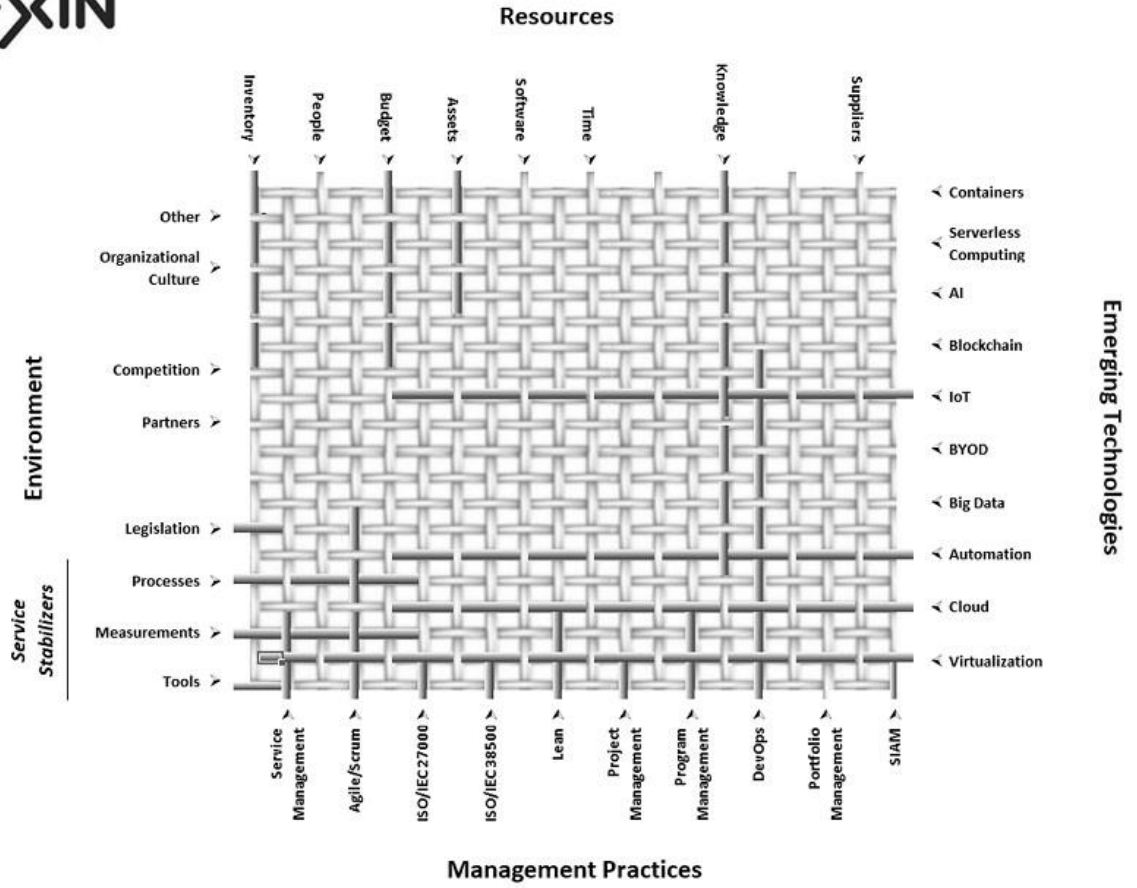 XIN
Resources
Inventory
People
Budget
Assets
Software
Time
Knowledge
Suppliers
Environment
Other
Organizational
Culture
Competition
Partners
Legislation
Service
Stabilizers
Processes
Measurements
Tools
Emerging Technologies
Containers
Serverless
Computing
AI
Blockchain
IoT
BYOD
Big Data
Automation
Cloud
Virtualization
Service
Management
Agile/Scrum
ISO/IEC27000
ISO/IEC38500
Lean
Project
Management
Program
Management
DevOps
Portfolio
Management
SIAM
Management Practices